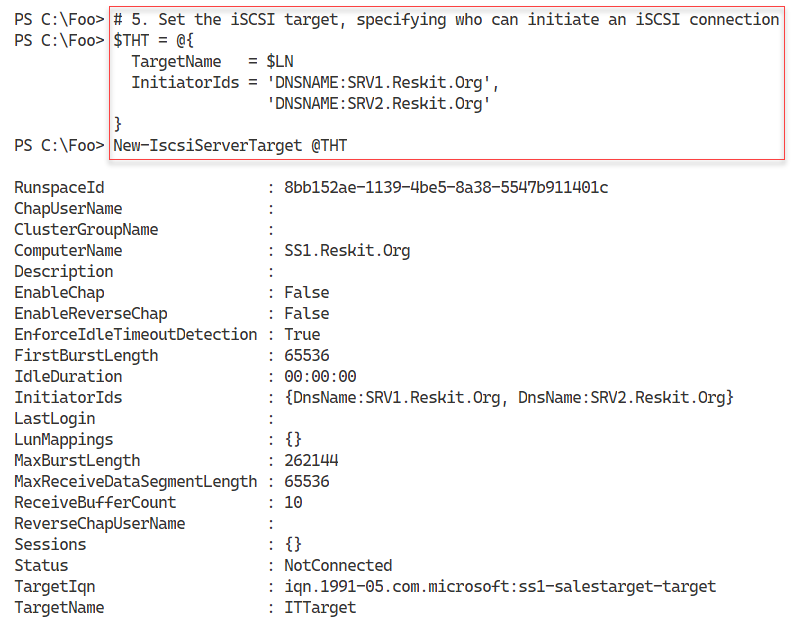 PS C:\Foo> # 5. Set the iSCSI target, specifying who can initiate an iSCSI connection
PS C:\Foo> $THT = @{
  TargetName   = $LN
  InitiatorIds = 'DNSNAME:SRV1.Reskit.Org',
                 'DNSNAME:SRV2.Reskit.Org'
}
PS C:\Foo> New-IscsiServerTarget @THT
RunspaceId                  : 8bb152ae-1139-4be5-8a38-5547b911401c
ChapUserName                :
ClusterGroupName            :
ComputerName                : SS1.Reskit.Org
Description                 :
EnableChap                  : False
EnableReverseChap           : False
EnforceIdleTimeoutDetection : True
FirstBurstLength            : 65536
IdleDuration                : 00:00:00
InitiatorIds                : {DnsName:SRV1.Reskit.Org, DnsName:SRV2.Reskit.Org}
LastLogin                   :
LunMappings                 : {}
MaxBurstLength              : 262144
MaxReceiveDataSegmentLength : 65536
ReceiveBufferCount          : 10
ReverseChapUserName         :
Sessions                    : {}
Status                      : NotConnected
TargetIqn                   : iqn.1991-05.com.microsoft:ss1-salestarget-target
TargetName                  : ITTarget